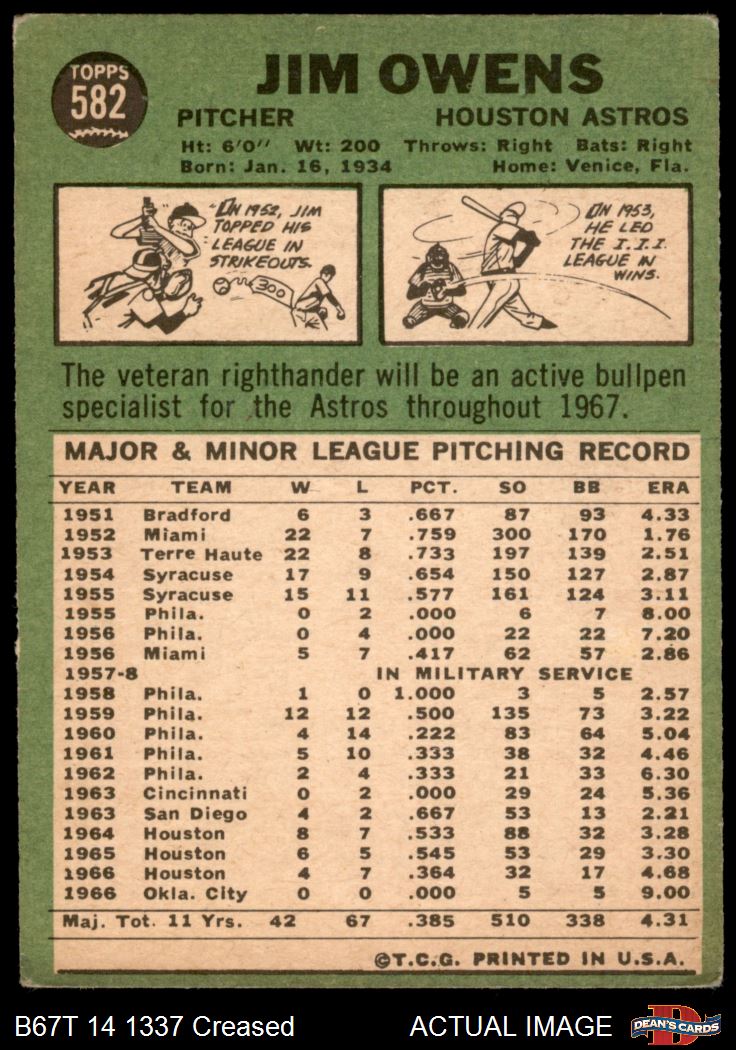 TOPPS
582
JIM OWENS
PITCHER HOUSTON ASTROS
Ht: 6'0" Wt: 200 Throws: Right Bats: Right
Born: Jan. 16, 1934 Home: Venice, Fla.
"IN 1952, JIM
TOPPED HIS
LEAGUE IN
STRIKEOUTS.
300
IN 1953,
HE LED
THE I.I.I.
LEAGUE IN
WINS.
The veteran righthander will be an active bullpen
specialist for the Astros throughout 1967.
MAJOR & MINOR LEAGUE PITCHING RECORD
YEAR TEAM W L PCT. SO BB ERA
1951 Bradford 6 3 .667 87 93 4.33
1952 Miami 22 7 .759 300 170 1.76
1953 Terre Haute 22 8 .733 197 139 2.51
1954 Syracuse 17 9 .654 150 127 2.87
1955 Syracuse 15 11 .577 161 124 3.11
1955 Phila. 0 2 .000 6 7 8.00
1956 Phila. 0 4 .000 22 22 7.20
1956 Miami 5 7 .417 62 57 2.86
1957-8 IN MILITARY SERVICE
1958 Phila. 1 0 1.000 3 5 2.57
1959 Phila. 12 12 .500 135 73 3.22
1960 Phila. 4 14 .222 83 64 5.04
1961 Phila. 5 10 .333 38 32 4.46
1962 Phila. 2 4 .333 21 33 6.30
1963 Cincinnati 0 2 .000 29 24 5.36
1963 San Diego 4 2 .667 53 13 2.21
1964 Houston 8 7 .533 88 32 3.28
1965 Houston 6 5 .545 53 29 3.30
1966 Houston 4 7 .364 32 17 4.68
1966 Okla. City 0 0 .000 5 5 9.00
Maj. Tot. 11 Yrs. 42 67 .385 510 338 4.31
©T.C.G. PRINTED IN U.S.A.
B67T 14 1337 Creased ACTUAL IMAGE
D
DEAN'S CARDS